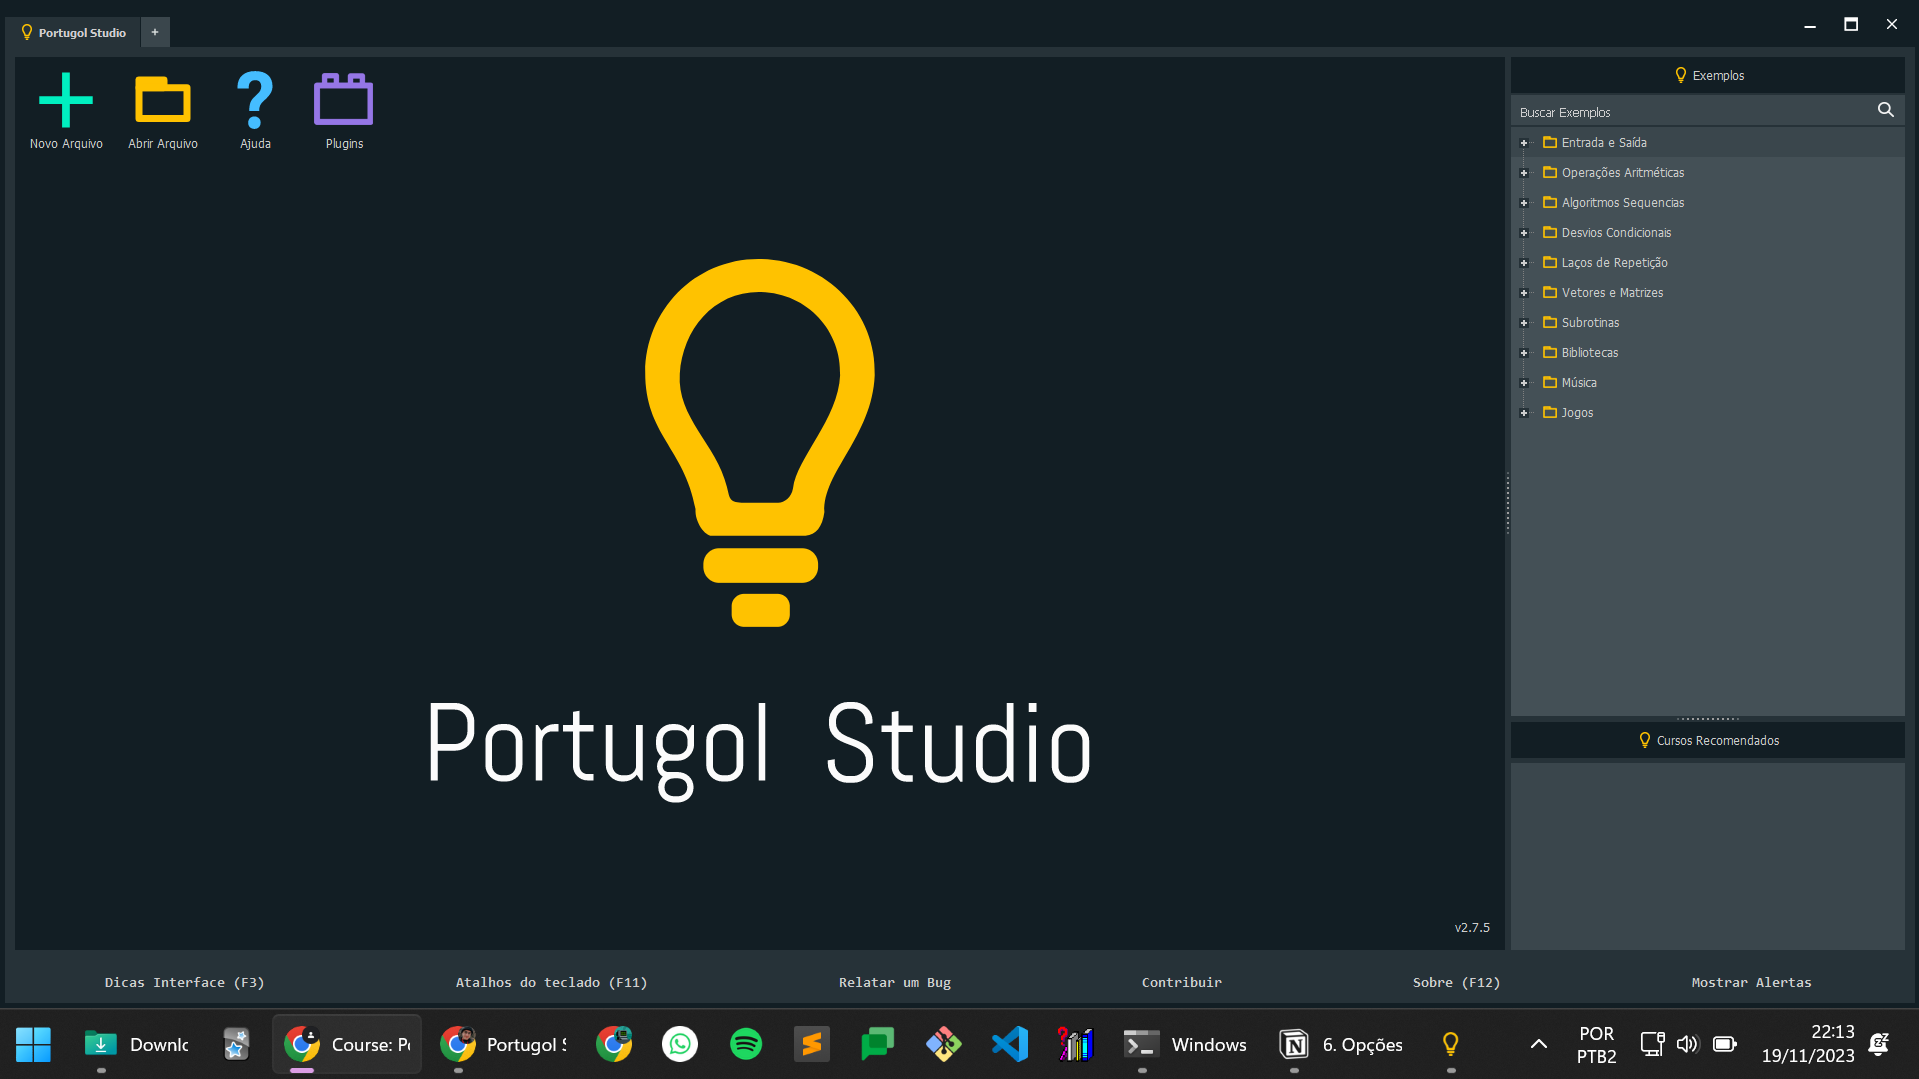 Portugol Studio
+
Novo Arquivo
Abrir Arquivo
Ajuda
Plugins
Portugol Studio
v2.7.5
Exemplos
Buscar Exemplos
Entrada e Saída
Operações Aritméticas
Algoritmos Sequencias
Desvios Condicionais
Laços de Repetição
Vetores e Matrizes
Subrotinas
Bibliotecas
Música
Jogos
Cursos Recomendados
Dicas Interface (F3)
Atalhos do teclado (F11)
Relatar um Bug
Contribuir
Sobre (F12)
Mostrar Alertas
Downlc
Course: Po
Portugol S
Windows
6. Opções
POR
PTB2
22:13
19/11/2023